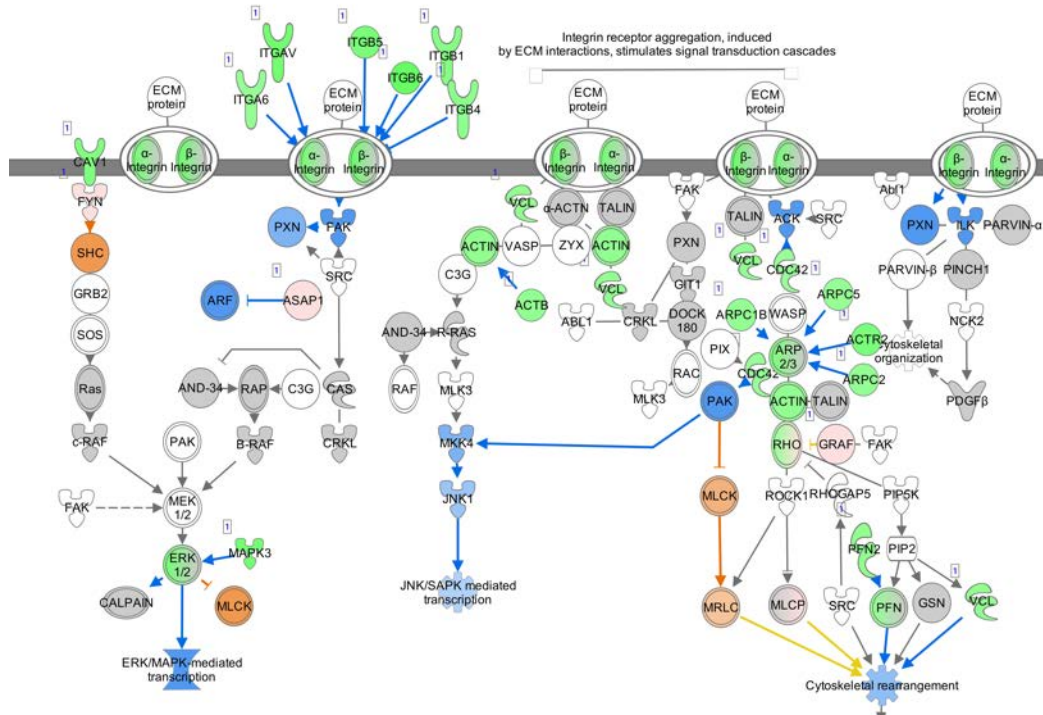 Integrin receptor aggregation, induced
by ECM interactions, stimulates signal transduction cascades
ITGAV
ITGB5
ITGB1
ITGA6
ITGB6
ITGB4
ECM
protein
ECM
protein
ECM
protein
ECM
protein
ECM
protein
CAV1
α-
Integrin
β-
Integrin
α-
Integrin
β-
Integrin
β-
Integrin
β-
Integrin
α-
Integrin
β-
Integrin
α-
Integrin
FYN
VCL
α-ACTN
TALIN
FAK
TALIN
ACK
SRC
Abl1
PXN
FAK
PXN
ILK
PARVIN-α
SHC
ACTIN
VASP
ZYX
ACTIN
PXN
VCL
CDC42
PARVIN-β
PINCH1
SRC
C3G
GIT1
GRB2
ARF
ASAP1
ACTB
VCL
ARPC1B
ARPC5
WASP
NCK2
SOS
AND-34
R-RAS
ABL1
CRKL
DOCK
180
PIX
ARP
2/3
ACTR2
Cytoskeletal
organization
Ras
AND-34
RAP
C3G
CAS
RAF
MLK3
RAC
MLK3
CDC42
ARPC2
PAK
ACTIN
TALIN
PDGFβ
c-RAF
PAK
B-RAF
CRKL
MKK4
RHO
GRAF
FAK
FAK
MEK
1/2
JNK1
MLCK
ROCK1
RHOGAP5
PIP5K
ERK
1/2
MAPK3
PFN2
PIP2
CALPAIN
MLCK
JNK/SAPK mediated
transcription
MRLC
MLCP
SRC
PFN
GSN
VCL
ERK/MAPK-mediated
transcription
Cytoskeletal rearrangement